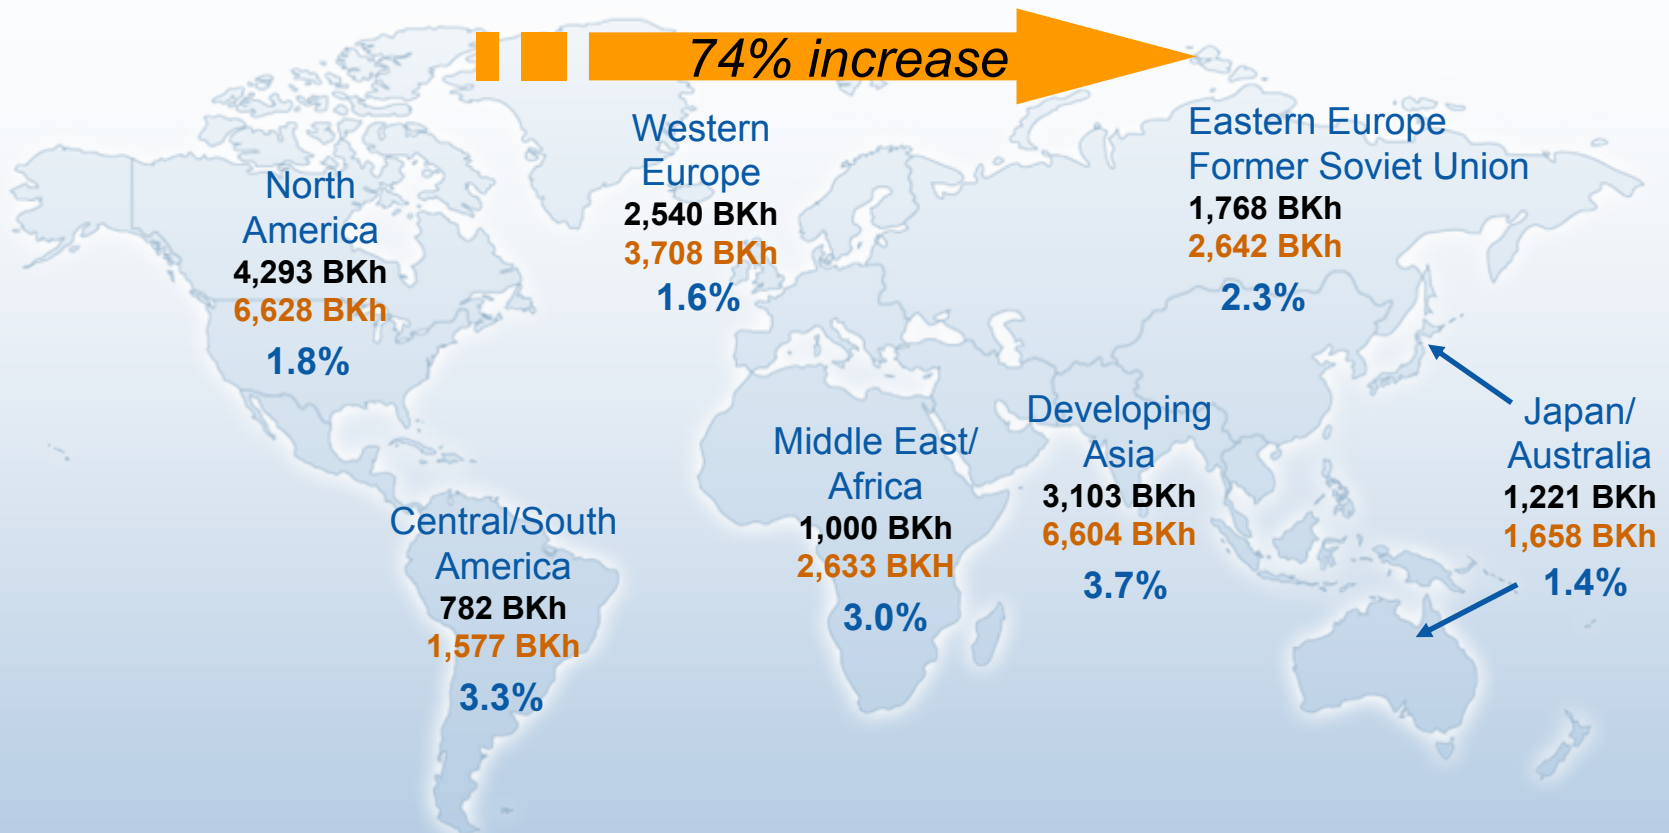 74% increase
Western
Europe
2,540 BKh
3,708 BKh
1.6%
Eastern Europe
Former Soviet Union
1,768 BKh
2,642 BKh
2.3%
North
America
4,293 BKh
6,628 BKh
1.8%
Middle East/
Africa
1,000 BKh
2,633 BKH
3.0%
Developing
Asia
3,103 BKh
6,604 BKh
3.7%
Japan/
Australia
1,221 BKh
1,658 BKh
1.4%
Central/South
America
782 BKh
1,577 BKh
3.3%